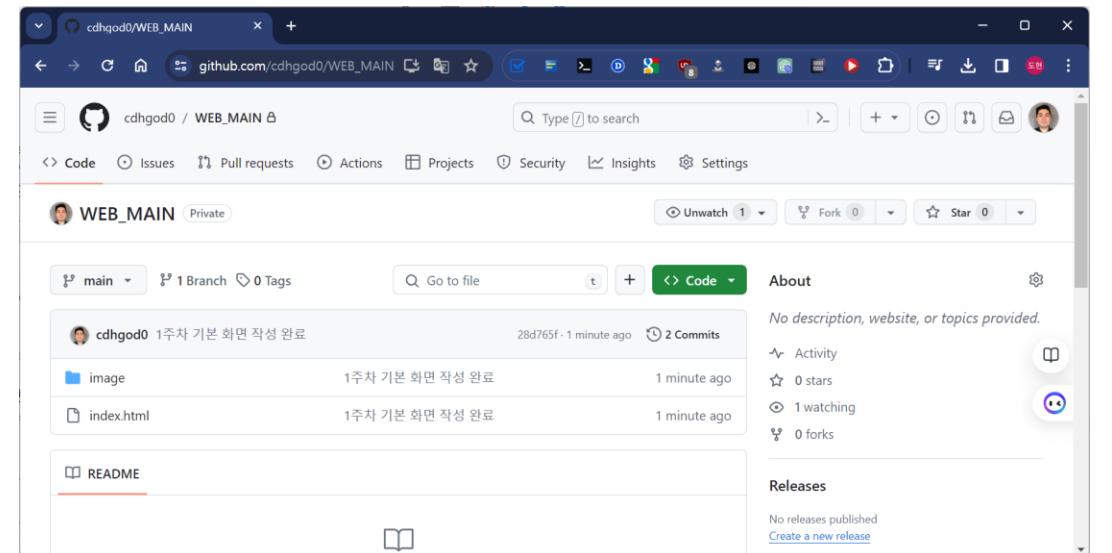 cdhgod0/WEB_MAIN
github.com/cdhgod0/WEB_MAIN
8
도현
cdhgod0 / WEB_MAIN
Type / to search
Code
Issues
Pull requests
Actions
Projects
Security
Insights
Settings
WEB_MAIN Private
Unwatch 1
Fork 0
Star 0
main
1 Branch
0 Tags
Go to file
t
Code
About
No description, website, or topics provided.
cdhgod0 1주차 기본 화면 작성 완료
28d765f · 1 minute ago
2 Commits
image 1주차 기본 화면 작성 완료 1 minute ago
index.html 1주차 기본 화면 작성 완료 1 minute ago
Activity
0 stars
1 watching
0 forks
README
Releases
No releases published
Create a new release